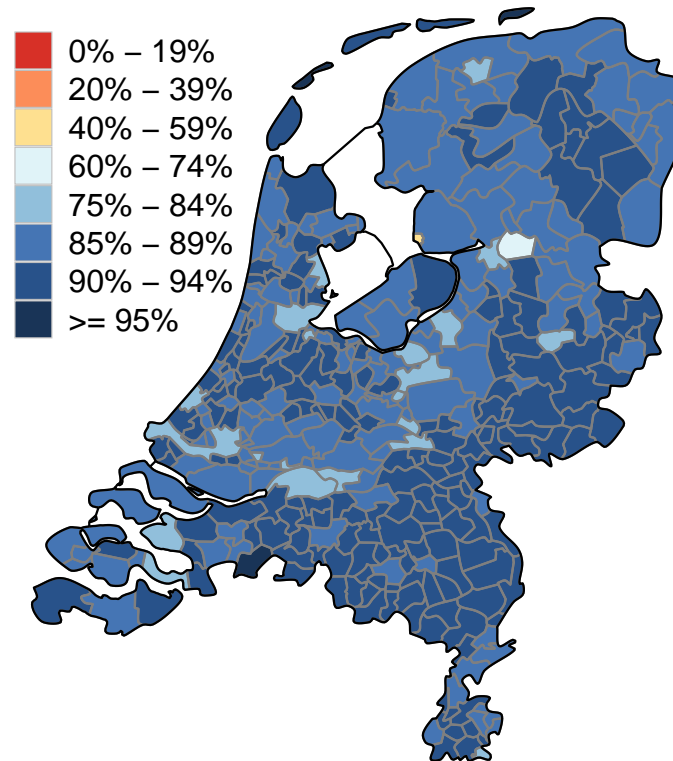 0% – 19%
20% – 39%
40% – 59%
60% – 74%
75% – 84%
85% – 89%
90% – 94%
>= 95%